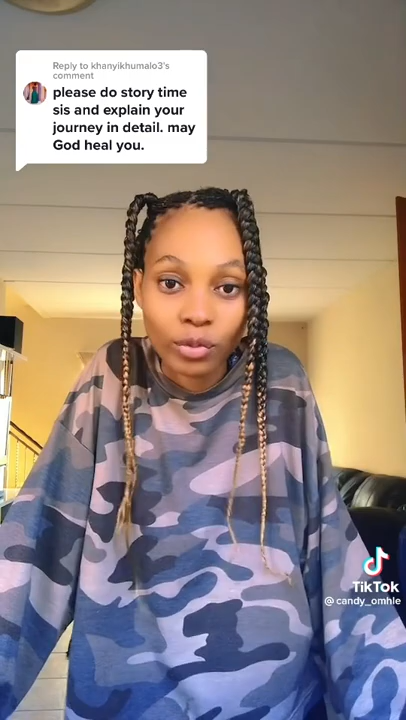 Reply to khanyikhumalo3's
comment
please do story time
sis and explain your
journey in detail. may
God heal you.
TikTok
@candy_omhle